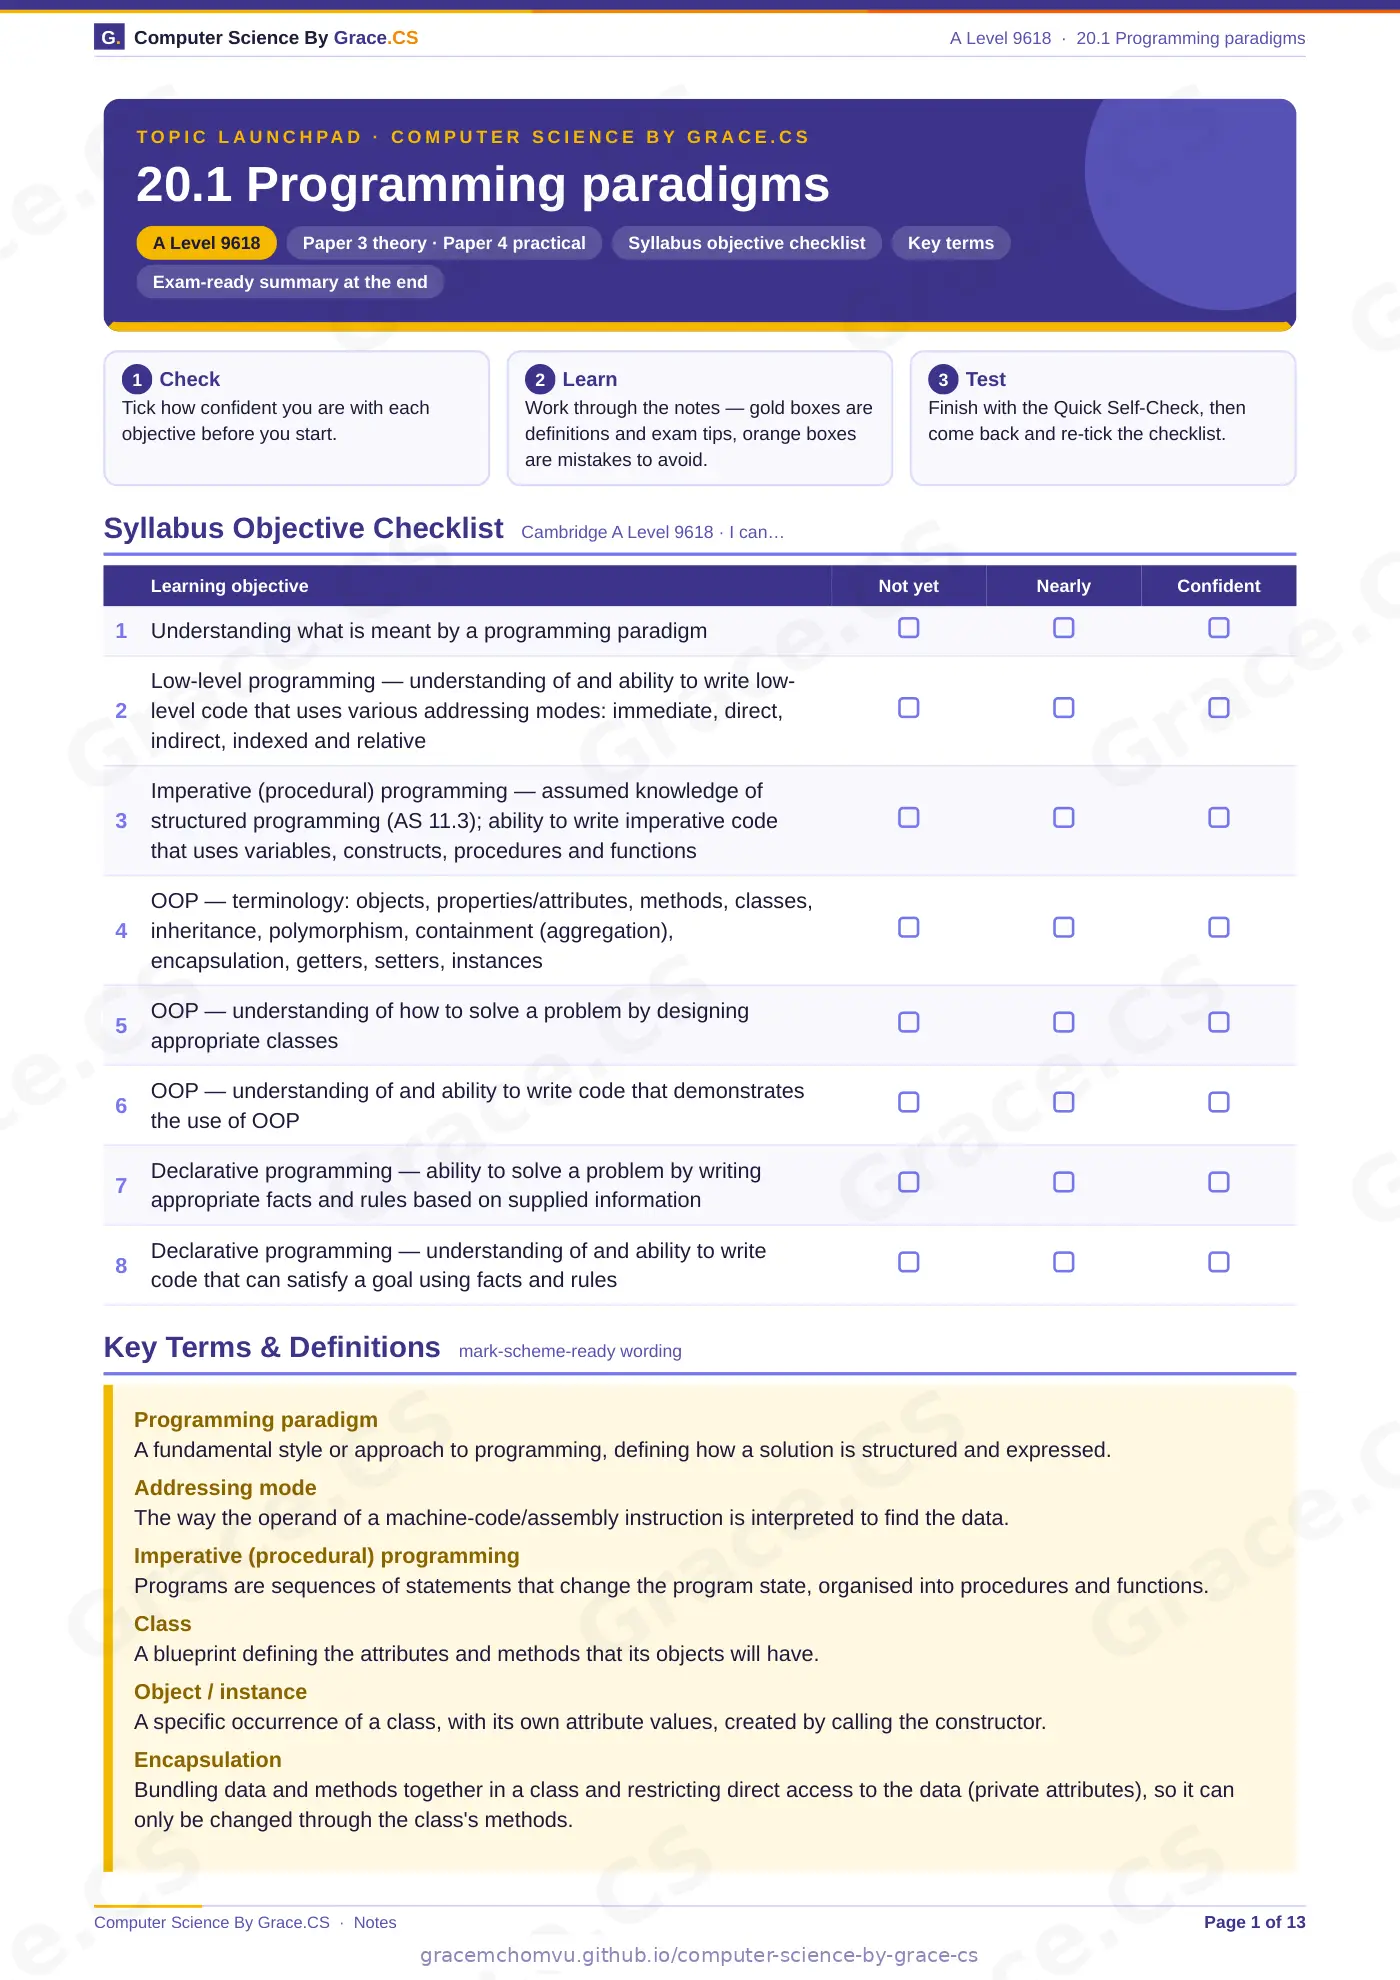 G. Computer Science By Grace.CS
A Level 9618 · 20.1 Programming paradigms
TOPIC LAUNCHPAD · COMPUTER SCIENCE BY GRACE.CS
20.1 Programming paradigms
A Level 9618
Paper 3 theory · Paper 4 practical
Syllabus objective checklist
Key terms
Exam-ready summary at the end
1 Check
Tick how confident you are with each
objective before you start.
2 Learn
Work through the notes — gold boxes are
definitions and exam tips, orange boxes
are mistakes to avoid.
3 Test
Finish with the Quick Self-Check, then
come back and re-tick the checklist.
Syllabus Objective Checklist Cambridge A Level 9618 · I can…
Learning objective Not yet Nearly Confident
1 Understanding what is meant by a programming paradigm
2 Low-level programming — understanding of and ability to write low-
level code that uses various addressing modes: immediate, direct,
indirect, indexed and relative
3 Imperative (procedural) programming — assumed knowledge of
structured programming (AS 11.3); ability to write imperative code
that uses variables, constructs, procedures and functions
4 OOP — terminology: objects, properties/attributes, methods, classes,
inheritance, polymorphism, containment (aggregation),
encapsulation, getters, setters, instances
5 OOP — understanding of how to solve a problem by designing
appropriate classes
6 OOP — understanding of and ability to write code that demonstrates
the use of OOP
7 Declarative programming — ability to solve a problem by writing
appropriate facts and rules based on supplied information
8 Declarative programming — understanding of and ability to write
code that can satisfy a goal using facts and rules
Key Terms & Definitions mark-scheme-ready wording
Programming paradigm
A fundamental style or approach to programming, defining how a solution is structured and expressed.
Addressing mode
The way the operand of a machine-code/assembly instruction is interpreted to find the data.
Imperative (procedural) programming
Programs are sequences of statements that change the program state, organised into procedures and functions.
Class
A blueprint defining the attributes and methods that its objects will have.
Object / instance
A specific occurrence of a class, with its own attribute values, created by calling the constructor.
Encapsulation
Bundling data and methods together in a class and restricting direct access to the data (private attributes), so it can
only be changed through the class's methods.
Computer Science By Grace.CS · Notes
Page 1 of 13
gracemchomvu.github.io/computer-science-by-grace-cs